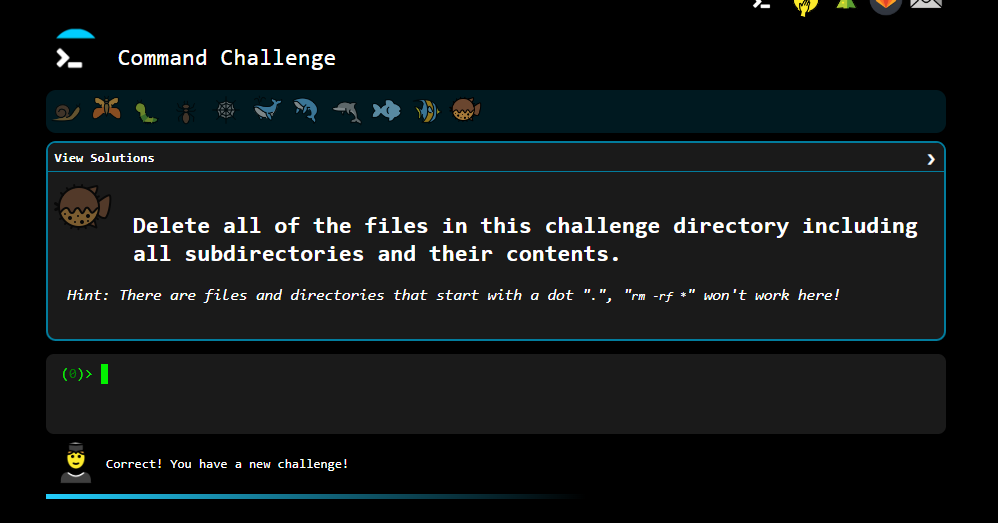 Command Challenge
View Solutions
Delete all of the files in this challenge directory including
all subdirectories and their contents.
Hint: There are files and directories that start with a dot ".", "rm -rf *" won't work here!
(0)>
Correct! You have a new challenge!